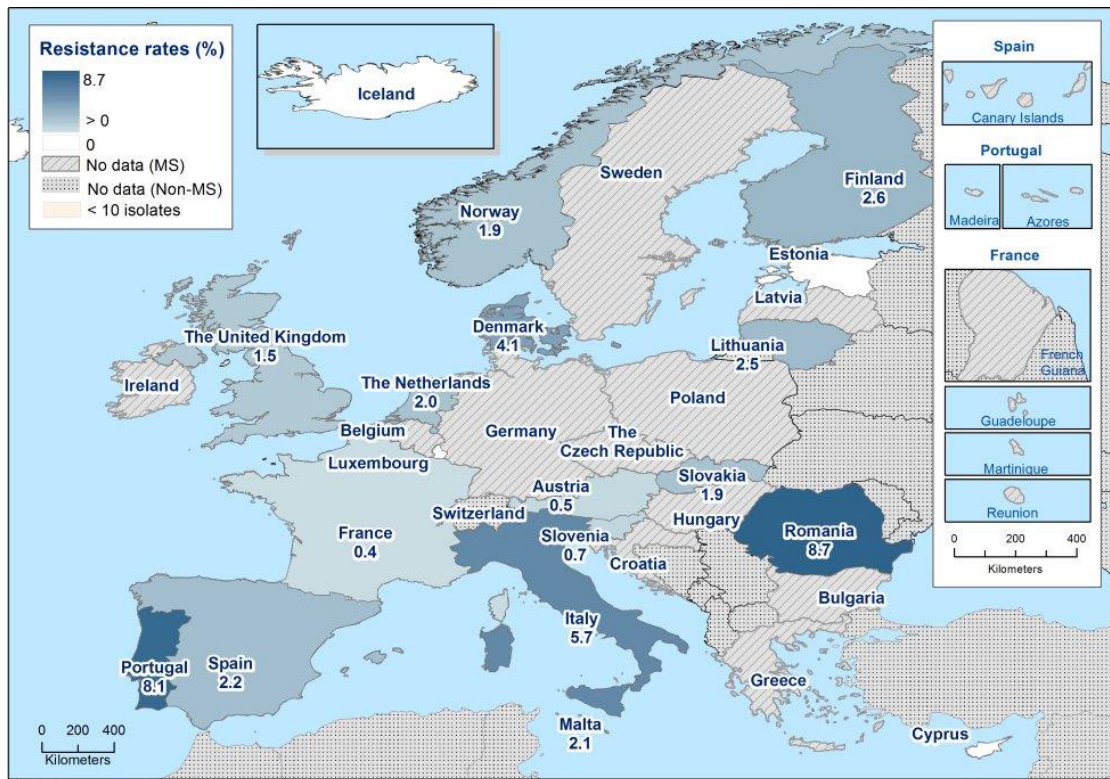 Resistance rates (%)
8.7
> 0
0
No data (MS)
No data (Non-MS)
< 10 isolates
Iceland
Sweden
Finland
2.6
Norway
1.9
Estonia
Latvia
Denmark
4.1
Lithuania
2.5
The United Kingdom
1.5
Ireland
The Netherlands
2.0
Poland
Belgium
Germany
The
Czech Republic
Luxembourg
Slovakia
1.9
Austria
0.5
Switzerland
Hungary
France
0.4
Slovenia
0.7
Romania
8.7
Croatia
Bulgaria
Italy
5.7
Portugal
8.1
Spain
2.2
Greece
Malta
2.1
Cyprus
0 200 400
Kilometers
Spain
Canary Islands
Portugal
Madeira
Azores
France
French
Guiana
Guadeloupe
Martinique
Reunion
0 200 400
Kilometers